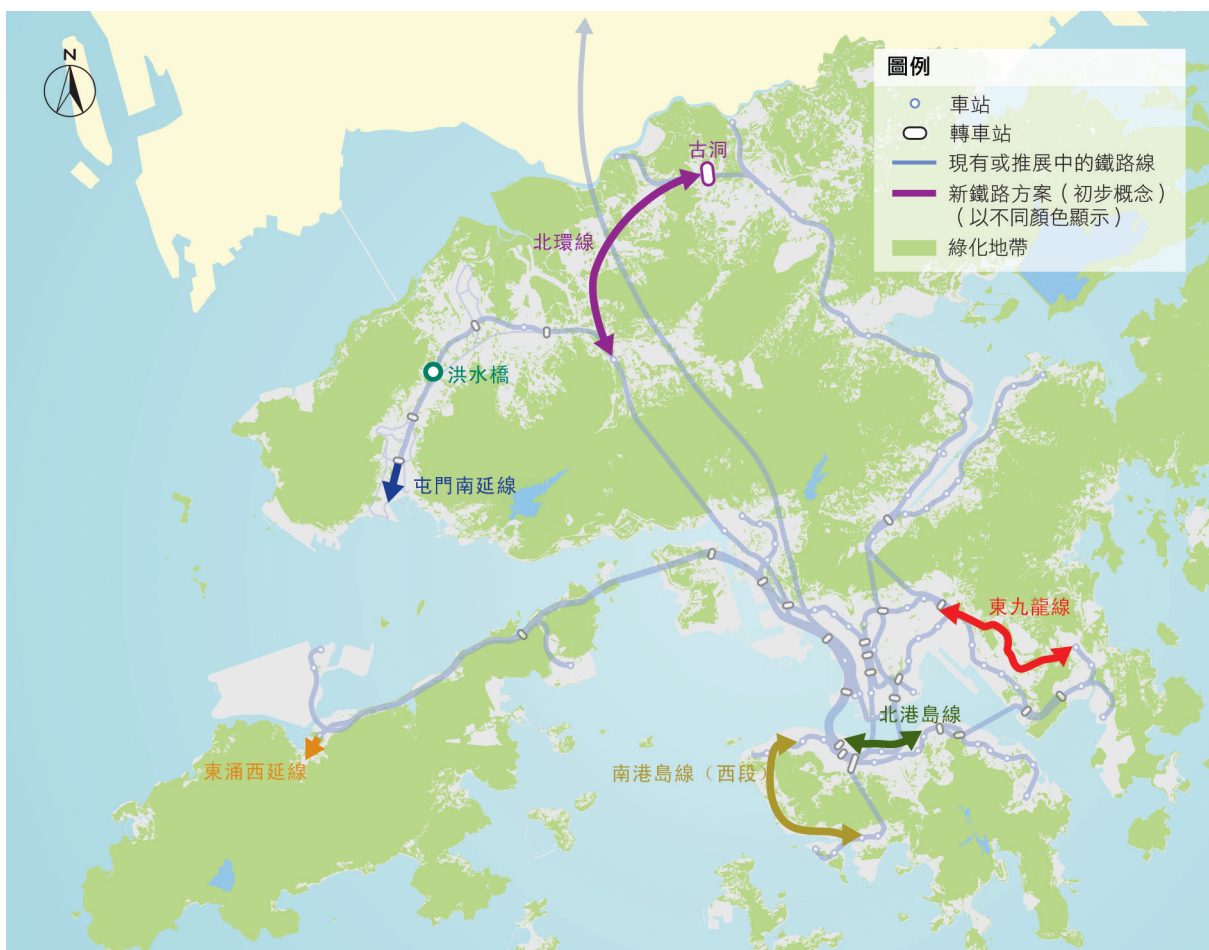 N
圖例
車站
轉車站
現有或推展中的鐵路線
新鐵路方案（初步概念）
（以不同顏色顯示）
綠化地帶
古洞
北環線
洪水橋
屯門南延線
東九龍線
北港島線
東涌西延線
南港島線（西段）